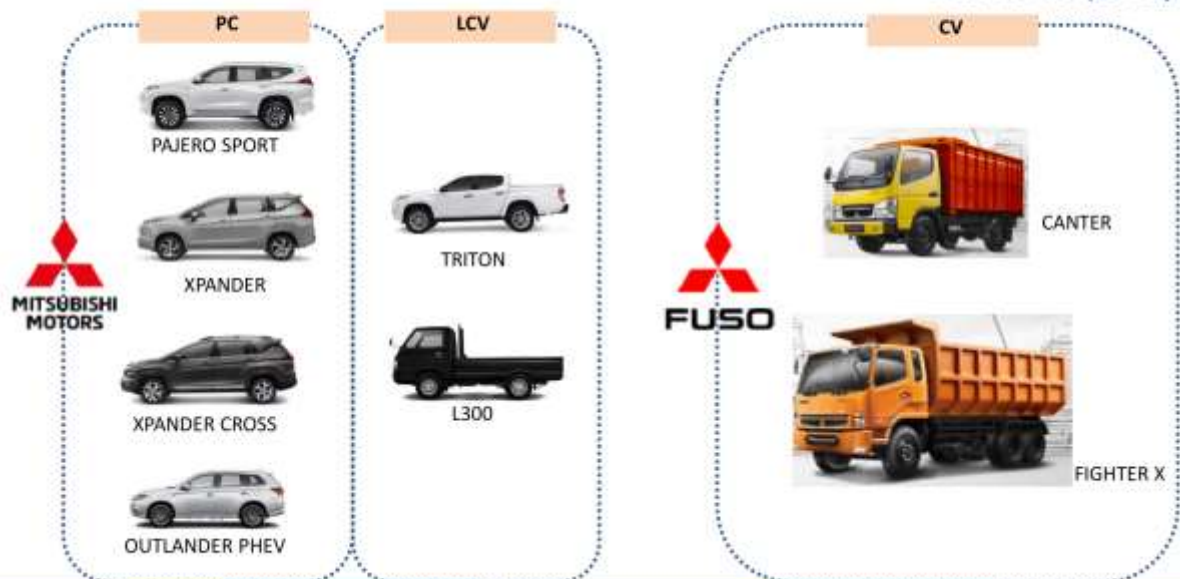 PC
LCV
CV
PAJERO SPORT
XPANDER
TRITON
CANTER
MITSUBISHI
MOTORS
FUSO
XPANDER CROSS
L300
FIGHTER X
OUTLANDER PHEV